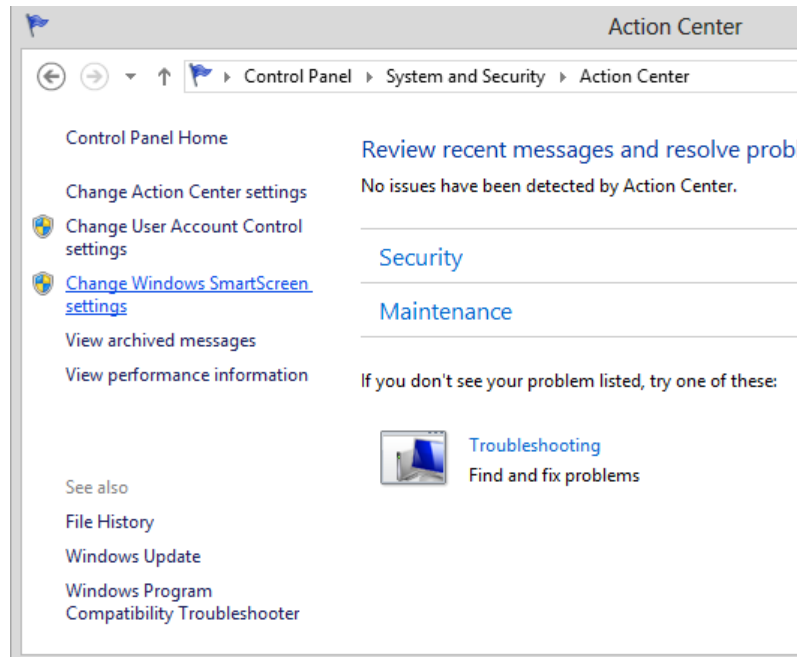 Action Center
Control Panel System and Security Action Center
Control Panel Home
Change Action Center settings
Change User Account Control
settings
Change Windows SmartScreen
settings
View archived messages
View performance information
See also
File History
Windows Update
Windows Program
Compatibility Troubleshooter
Review recent messages and resolve prob
No issues have been detected by Action Center.
Security
Maintenance
If you don't see your problem listed, try one of these:
Troubleshooting
Find and fix problems